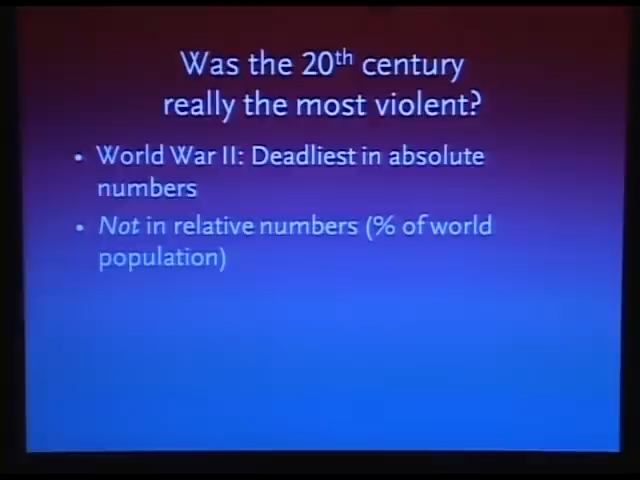 Was the 20th century
really the most violent?
• World War II: Deadliest in absolute
numbers
• Not in relative numbers (% of world
population)